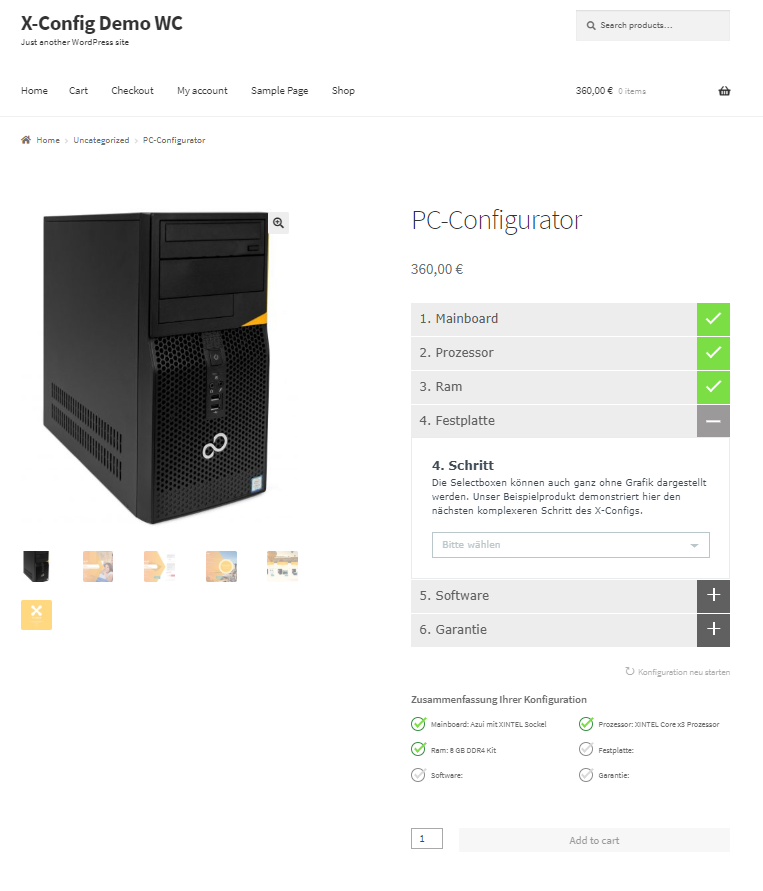 X-Config Demo WC
Just another WordPress site
Search products…
Home Cart Checkout My account Sample Page Shop
360,00 € 0 items
Home › Uncategorized › PC-Configurator
PC-Configurator
360,00 €
1. Mainboard
2. Prozessor
3. Ram
4. Festplatte
4. Schritt
Die Selectboxen können auch ganz ohne Grafik dargestellt
werden. Unser Beispielprodukt demonstriert hier den
nächsten komplexeren Schritt des X-Configs.
Bitte wählen
5. Software
6. Garantie
Konfiguration neu starten
Zusammenfassung Ihrer Konfiguration
Mainboard: Azui mit XINTEL Sockel
Prozessor: XINTEL Core x3 Prozessor
Ram: 8 GB DDR4 Kit
Festplatte:
Software:
Garantie:
1
Add to cart